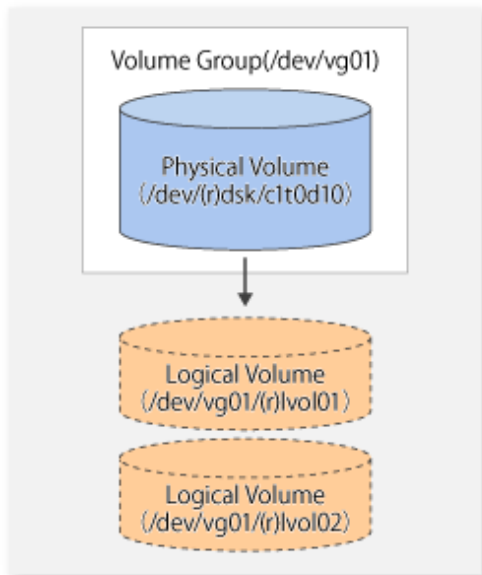 Volume Group(/dev/vg01)
Physical Volume
(/dev/(r)dsk/c1t0d10)
Logical Volume
(/dev/vg01/(r)lvol01)
Logical Volume
(/dev/vg01/(r)lvol02)